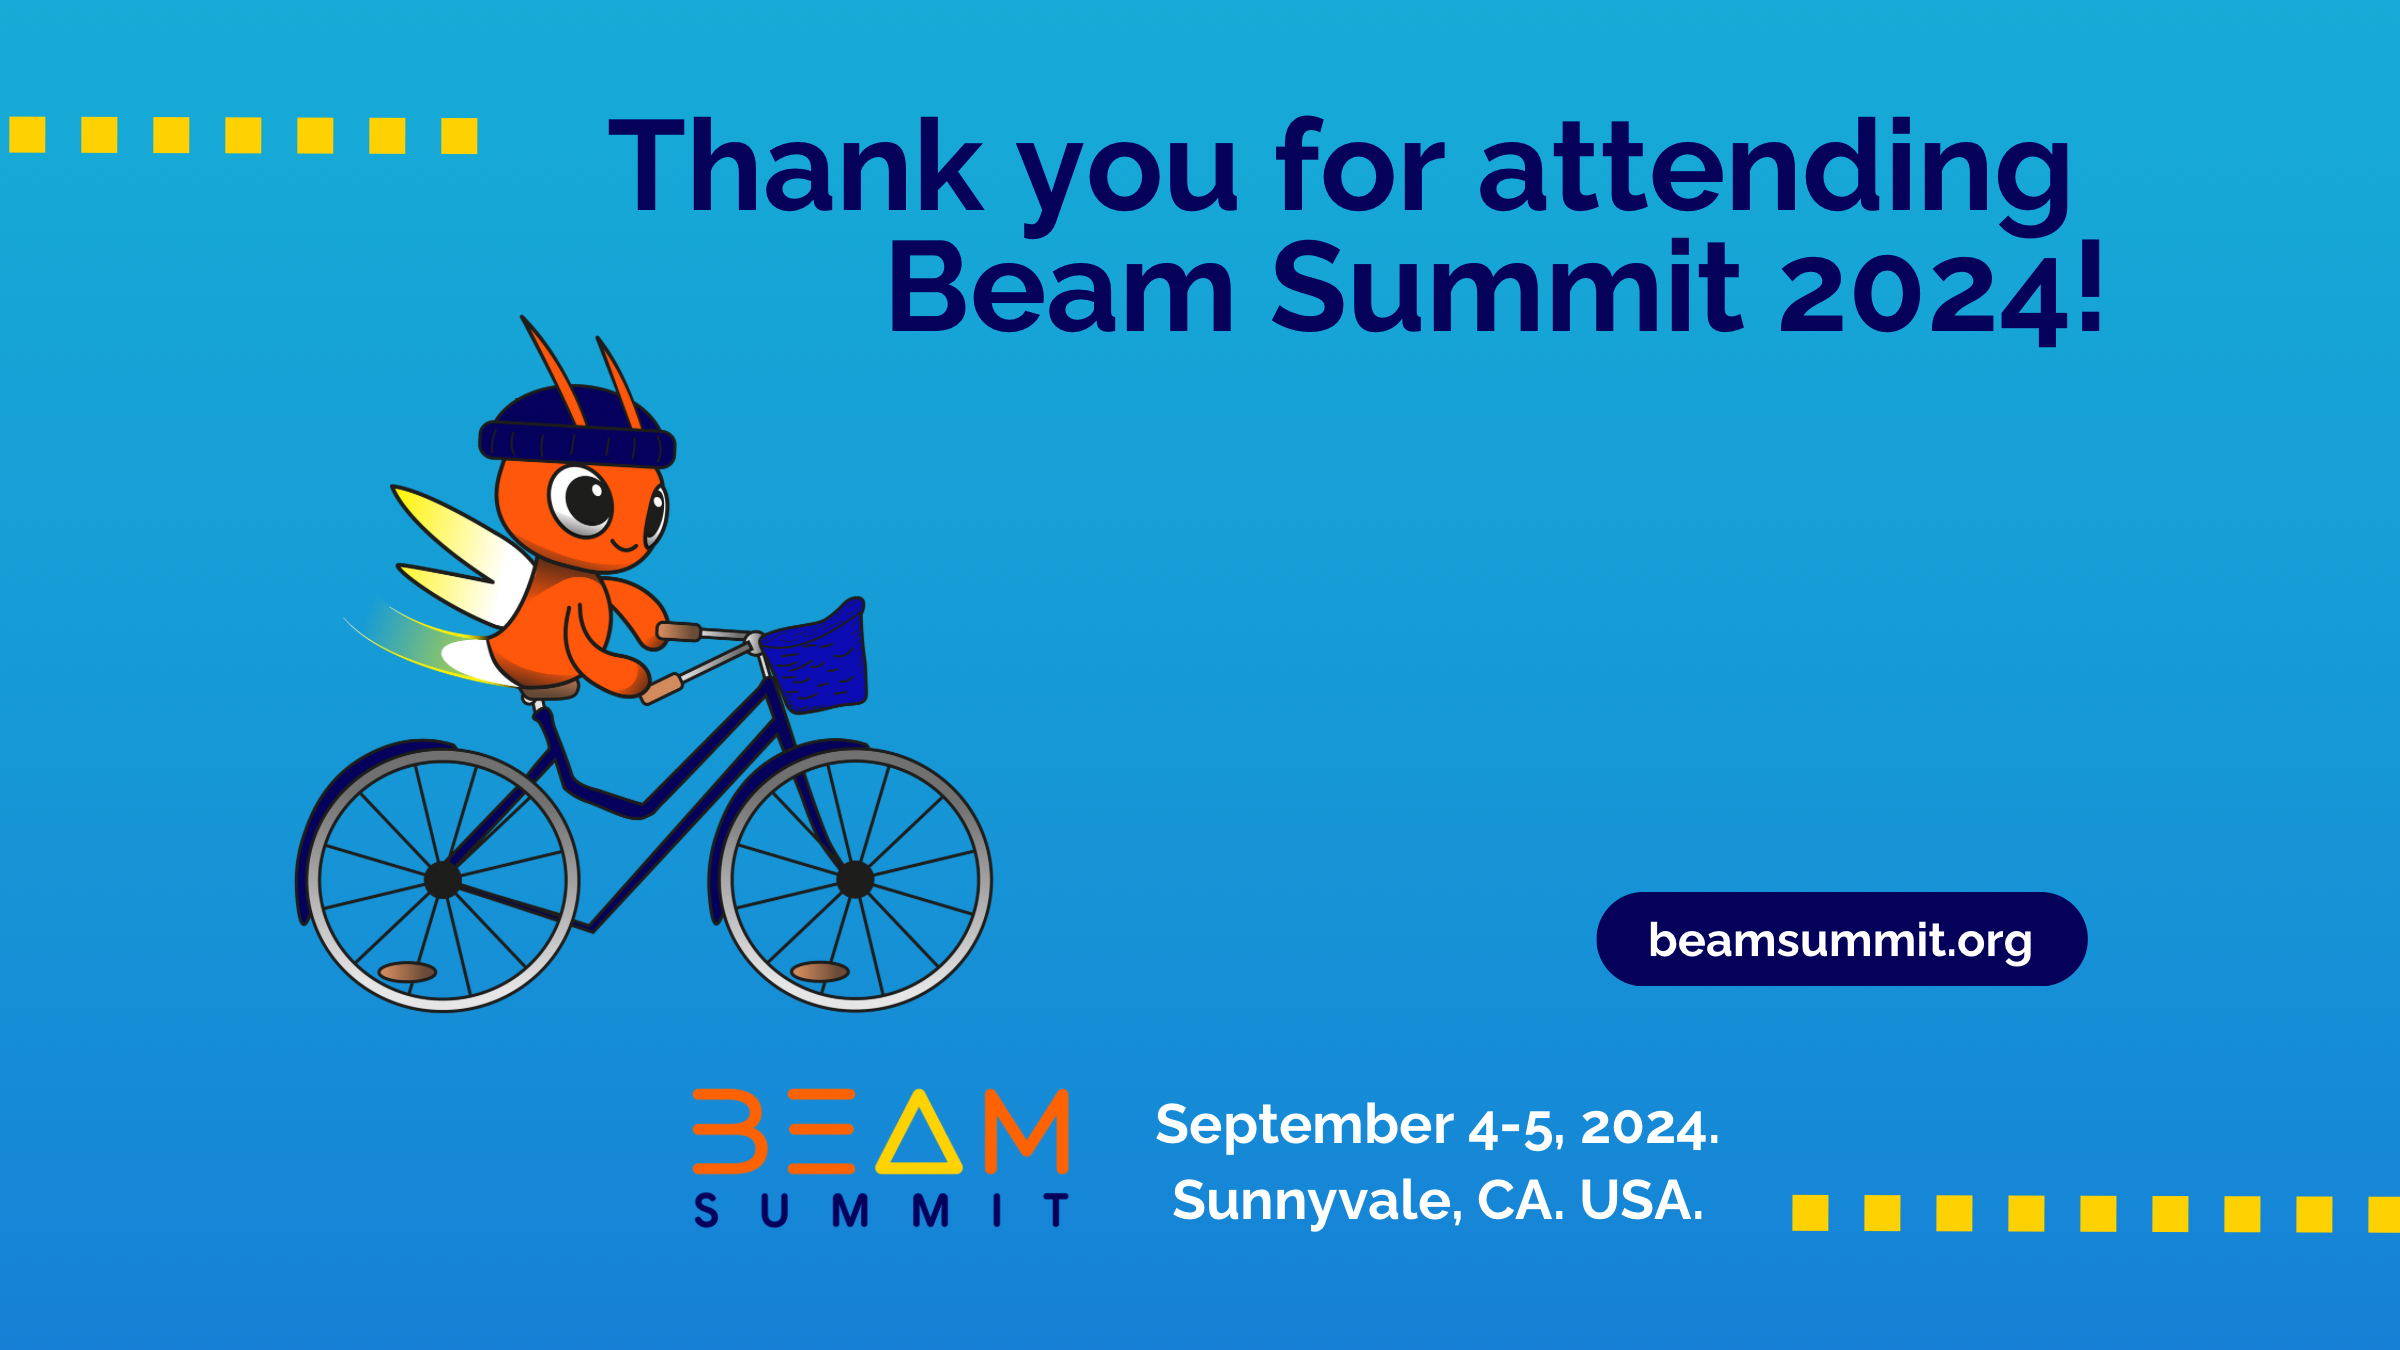 Thank you for attending
Beam Summit 2024!
beamsummit.org
BEAM
SUMMIT
September 4-5, 2024.
Sunnyvale, CA. USA.